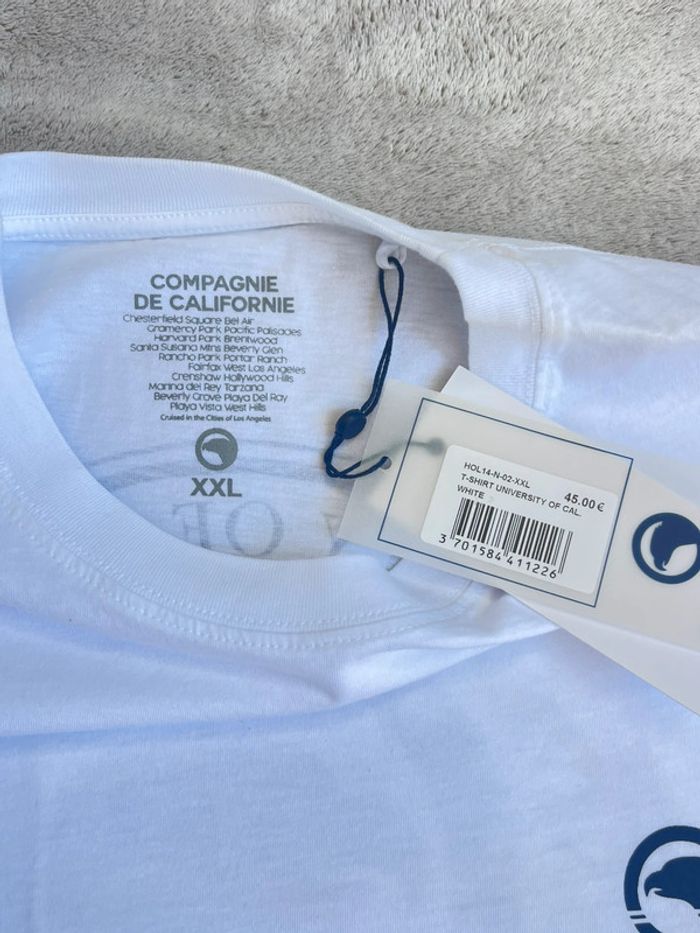 COMPAGNIE
DE CALIFORNIE
Chesterfield Square Bel Air
Gramercy Park Pacific Palisades
Harvard Park Brentwood
Santa Susana Mtns Beverly Glen
Rancho Park Portar Ranch
Fairfax West Los Angeles
Crenshaw Hollywood Hills
Marina del Rey Tarzana
Beverly Grove Playa Del Ray
Playa Vista West Hills
Cruised in the Cities of Los Angeles
XXL
OF
HOL14-N-02-XXL
T-SHIRT UNIVERSITY OF CAL.
WHITE
45.00€
3 701584 411226